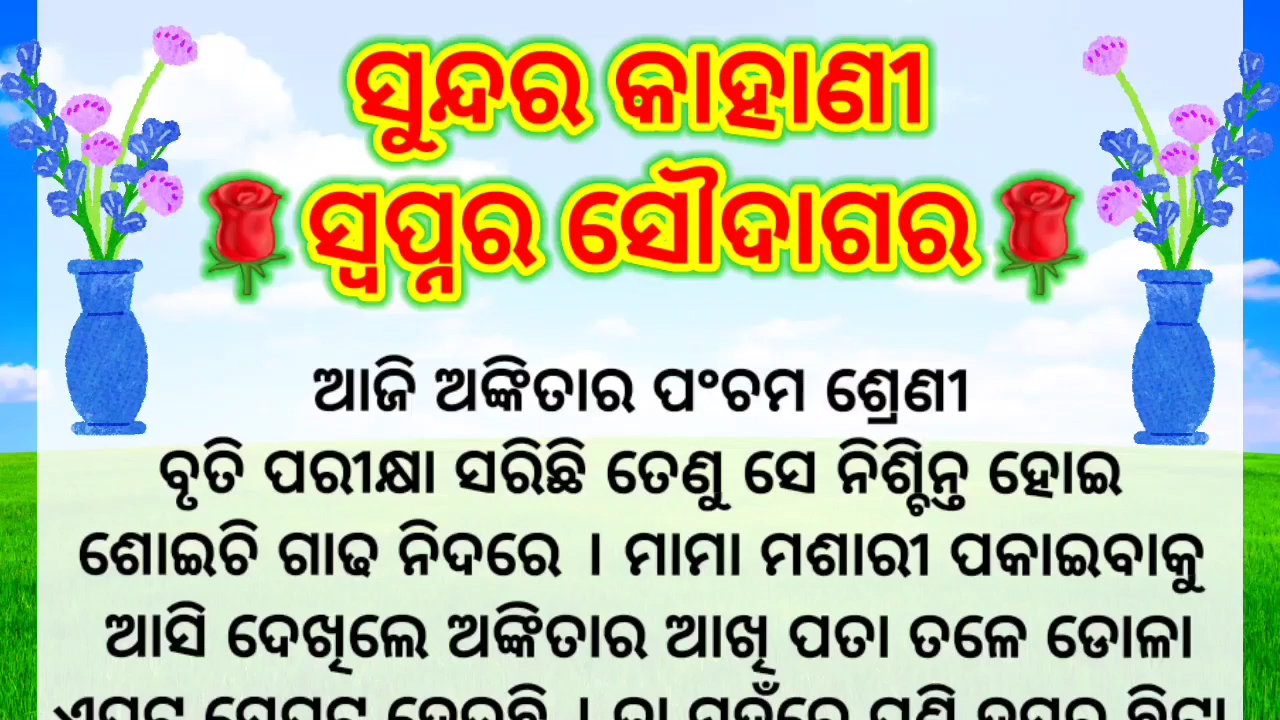 ସୁନ୍ଦର କାହାଣୀ
ସ୍ୱପ୍ନର ସୌଦାଗର
ଆଜି ଅଙ୍କିତାର ପଂଚମ ଶ୍ରେଣୀ
ବୃତି ପରୀକ୍ଷା ସରିଛି ତେଣୁ ସେ ନିଶ୍ଚିନ୍ତ ହୋଇ
ଶୋଇଚି ଗାଢ ନିଦରେ । ମାମା ମଶାରୀ ପକାଇବାକୁ
ଆସି ଦେଖିଲେ ଅଙ୍କିତାର ଆଖି ପତା ତଳେ ଡୋଳା